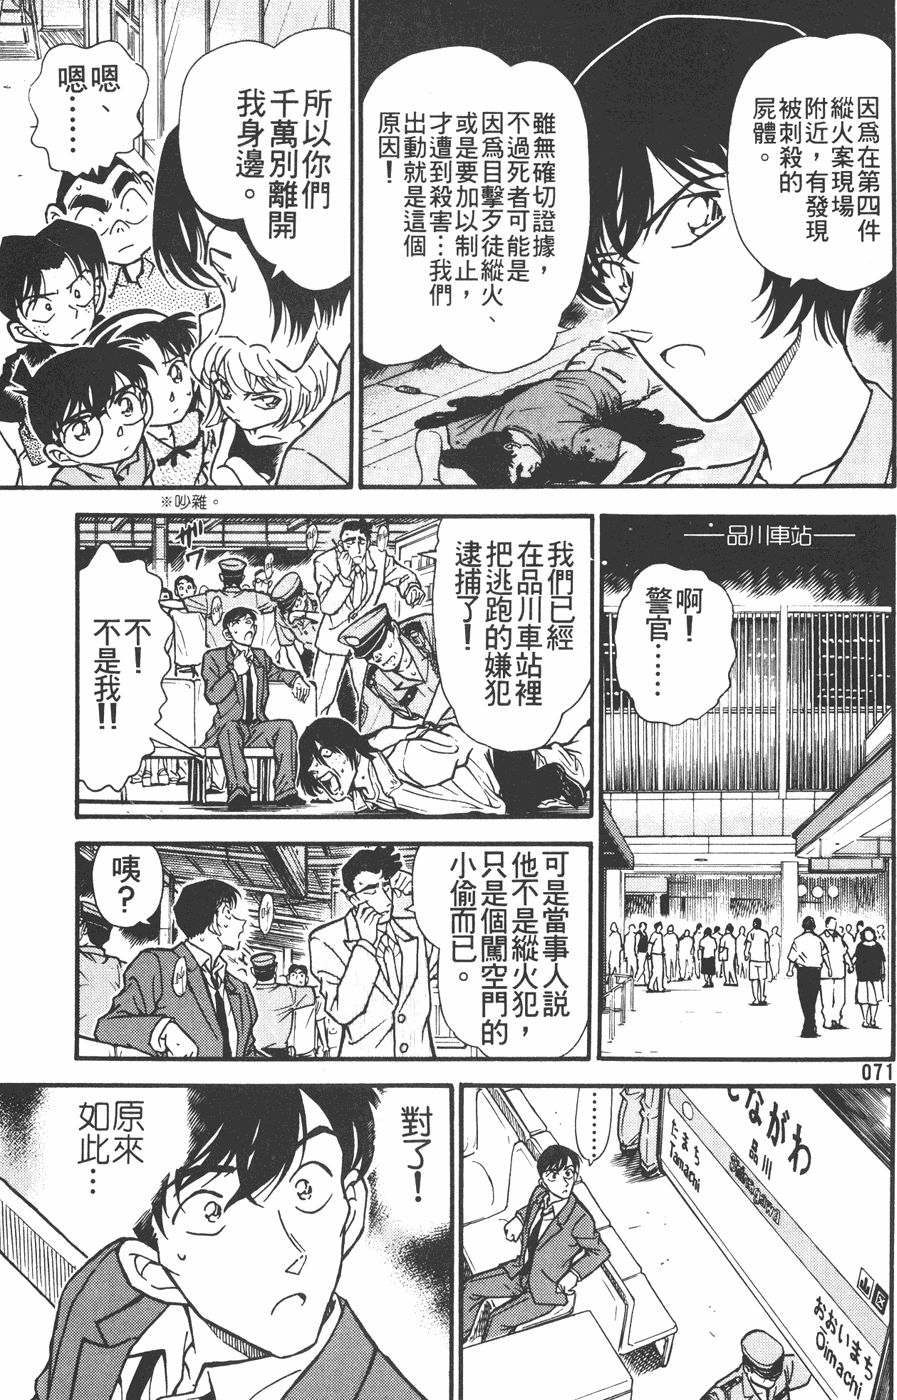 因為在第四件
縱火案現場
附近，有發現
被刺殺的
屍體。
雖無確切證據，
不過死者可能是
因為目擊歹徒縱火、
或是要加以制止，
才遭到殺害…我們
出動就是這個
原因！
所以你們
千萬別離開
我身邊。
嗯、
嗯……
※吵雜。
品川車站
啊！
警官……
我們已經
在品川車站裡
把逃跑的嫌犯
逮捕了！
不！
不是我！！
可是當事人説
他不是縱火犯，
只是個闖空門的
小偷而已。
咦？
071
しながわ
品川
Shinagawa
たまち
Tamachi
山 区
おおいまち
Oimachi
……
…
對了！
原來
如此…